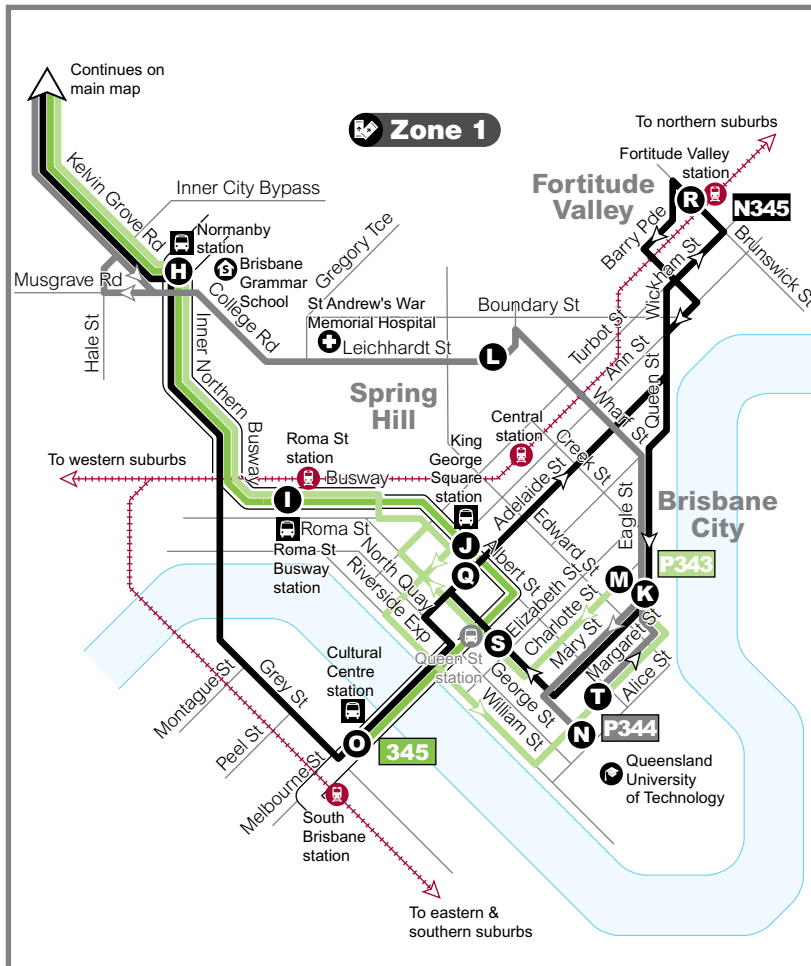 Continues on
main map
Zone 1
To northern suburbs
Fortitude Valley
station
Fortitude
Valley
R
N345
Kelvin Grove Rd
Inner City Bypass
Normanby
station
H
Brisbane
Grammar
School
S
Musgrave Rd
Hale St
College Rd
Gregory Tce
St Andrew's War
Memorial Hospital
Leichhardt St
L
Boundary St
Barry Pde
Wickham St
Brunswick St
Turbot St
Ann St
Queen St
Wharf St
Spring
Hill
Inner Northern
Busway
Roma St
station
Busway
To western suburbs
I
Roma St
Roma St
Busway
station
King
George
Square
station
Central
station
Creek St
Adelaide St
Edward St
Eagle St
Brisbane
City
P343
J
Q
Albert St
Elizabeth St
Charlotte St
Mary St
Margaret St
Alice St
M
K
North Quay
Riverside Exp
Queen St
station
S
George St
William St
T
N
P344
Queensland
University
of Technology
Cultural
Centre
station
O
345
Grey St
Montague St
Peel St
Melbourne St
South
Brisbane
station
To eastern &
southern suburbs